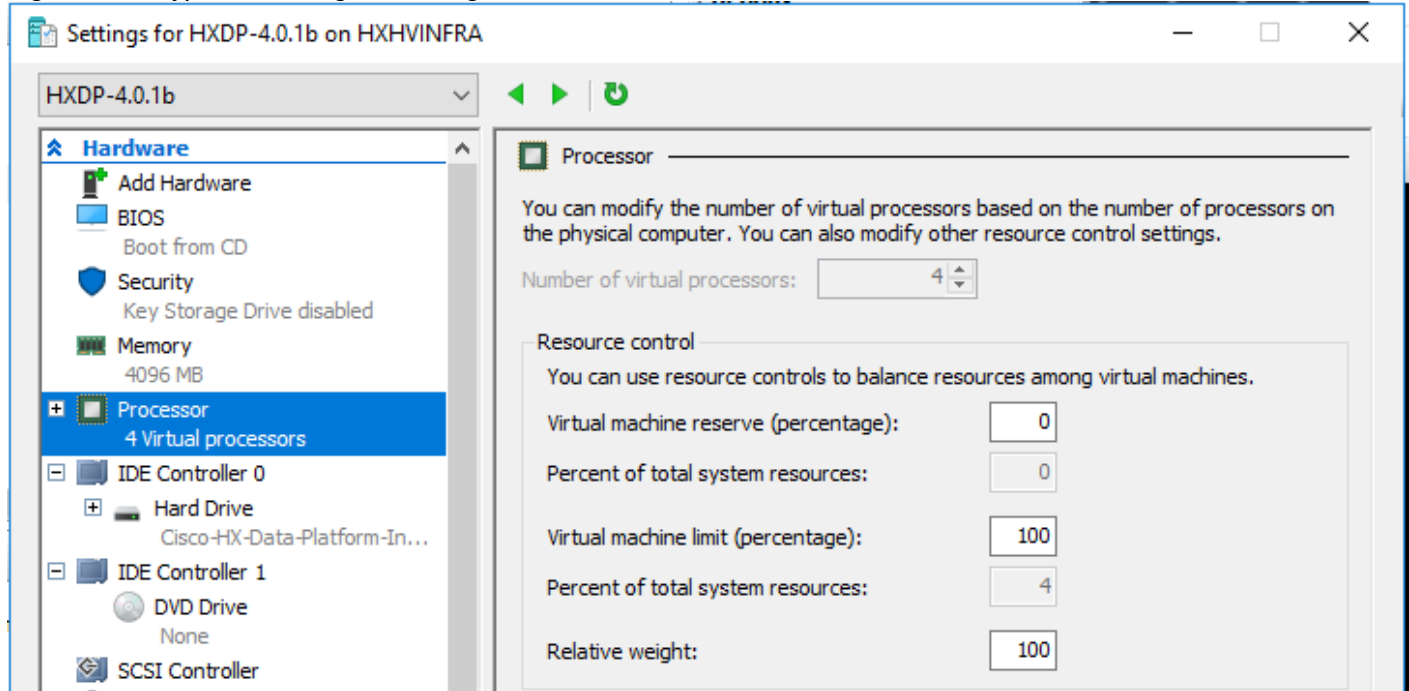 Settings for HXDP-4.0.1b on HXHVINFRA
HXDP-4.0.1b
Hardware
Add Hardware
BIOS
Boot from CD
Security
Key Storage Drive disabled
Memory
4096 MB
Processor
4 Virtual processors
IDE Controller 0
Hard Drive
Cisco-HX-Data-Platform-In...
IDE Controller 1
DVD Drive
None
SCSI Controller
Processor
You can modify the number of virtual processors based on the number of processors on
the physical computer. You can also modify other resource control settings.
Number of virtual processors: 4
Resource control
You can use resource controls to balance resources among virtual machines.
Virtual machine reserve (percentage): 0
Percent of total system resources: 0
Virtual machine limit (percentage): 100
Percent of total system resources: 4
Relative weight: 100